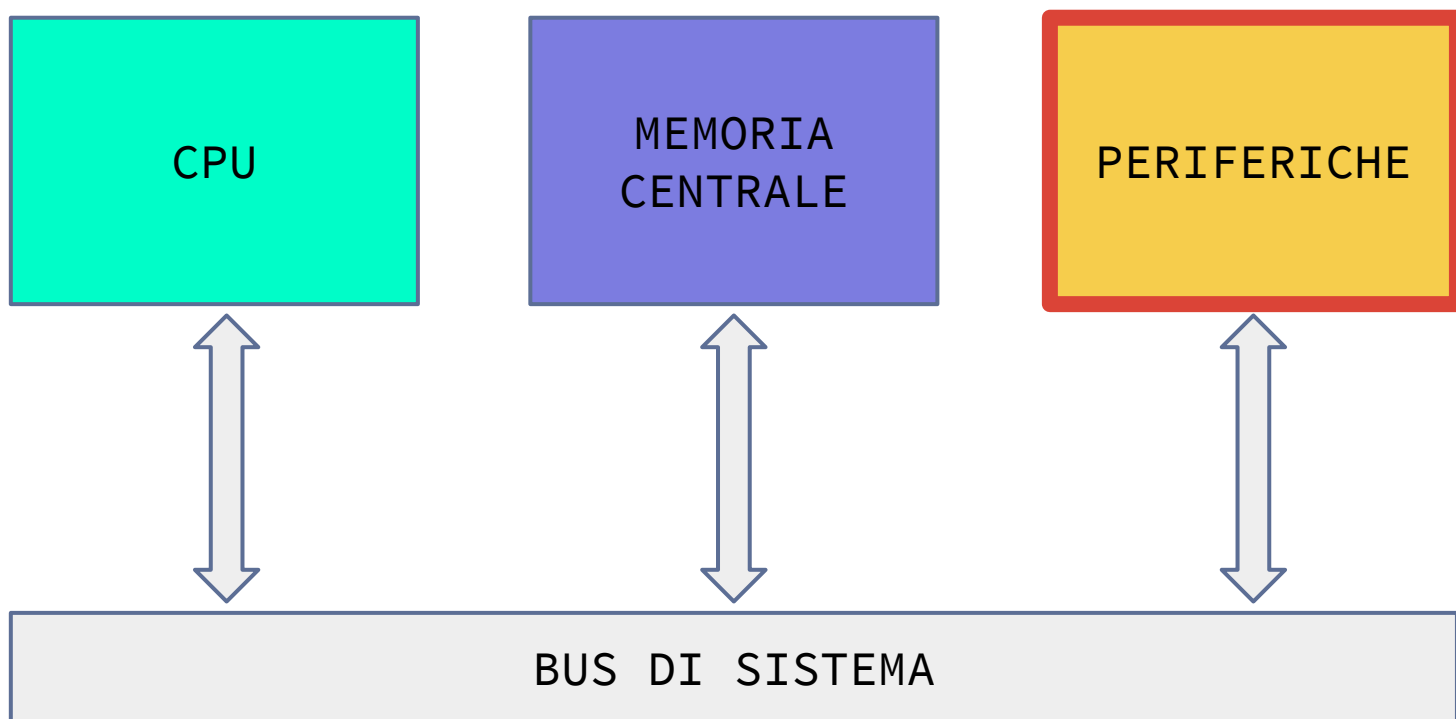 CPU
MEMORIA
CENTRALE
PERIFERICHE
BUS DI SISTEMA